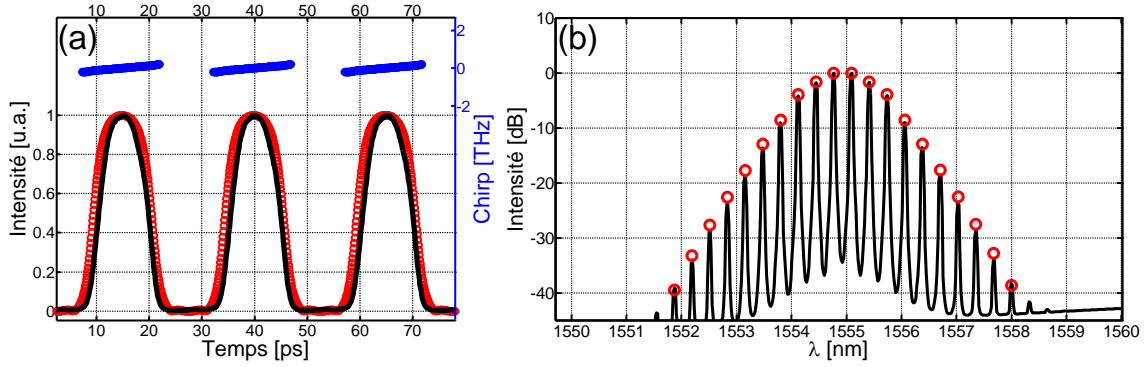 10 20 30 40 50 60 70
(a)
2
0
-2
Chirp [THz]
1
0.8
0.6
0.4
0.2
0
Intensité [u.a.]
10 20 30 40 50 60 70
Temps [ps]
(b)
10
0
-10
-20
-30
-40
Intensité [dB]
1550 1551 1552 1553 1554 1555 1556 1557 1558 1559 1560
λ [nm]